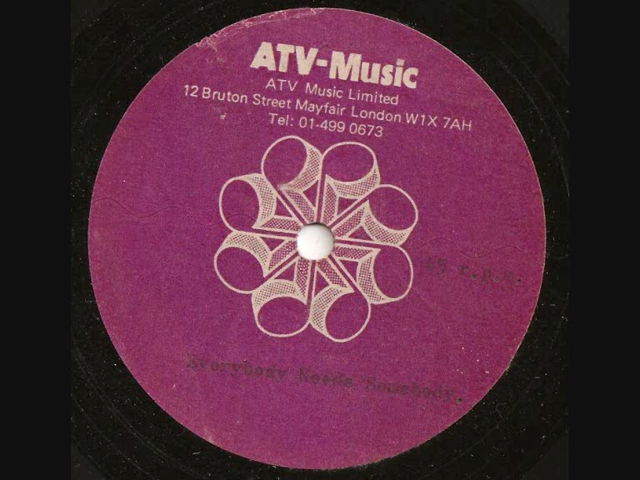 ATV-Music
ATV Music Limited
12 Bruton Street Mayfair London W1X 7AH
Tel: 01-499 0673
45 r.p.m.
Everybody Needs Somebody.